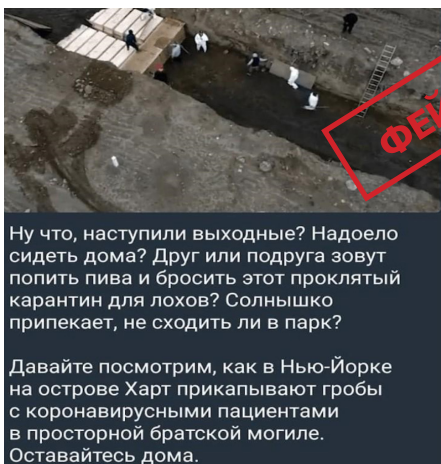 Ну что, наступили выходные? Надоело
сидеть дома? Друг или подруга зовут
попить пива и бросить этот проклятый
карантин для лохов? Солнышко
припекает, не сходить ли в парк?
Давайте посмотрим, как в Нью-Йорке
на острове Харт прикапывают гробы
с коронавирусными пациентами
в просторной братской могиле.
Оставайтесь дома.